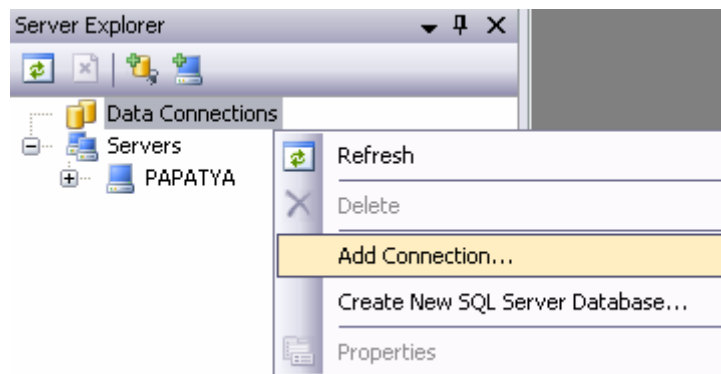 Server Explorer
Data Connections
Servers
PAPATYA
Refresh
Delete
Add Connection...
Create New SQL Server Database...
Properties